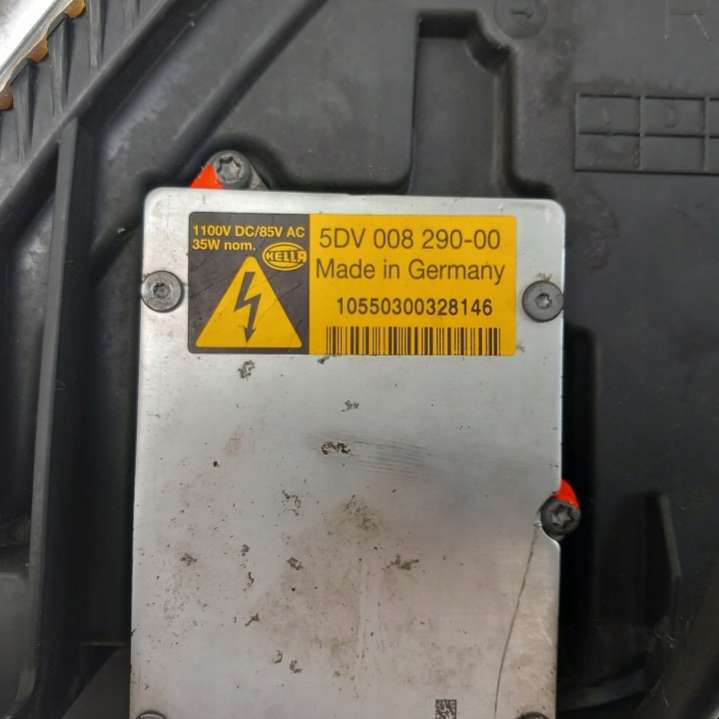 1100V DC/85V AC
35W nom.
HELLA
5DV 008 290-00
Made in Germany
10550300328146